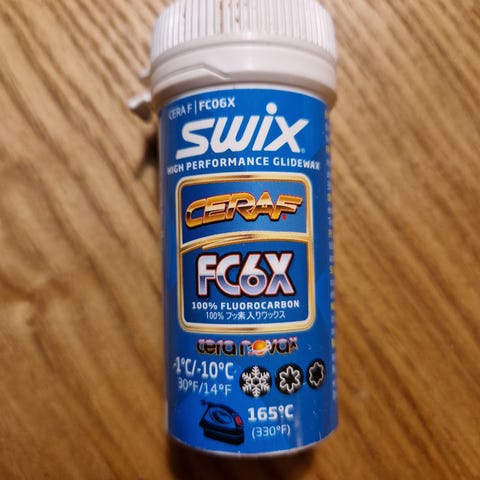 CERA F | FC06X
SWIX
HIGH PERFORMANCE GLIDEWAX
CERA F
FC6X
100% FLUOROCARBON
100% フッ素入りワックス
cera novax
-1°C/-10°C
30°F/14°F
165°C
(330°F)